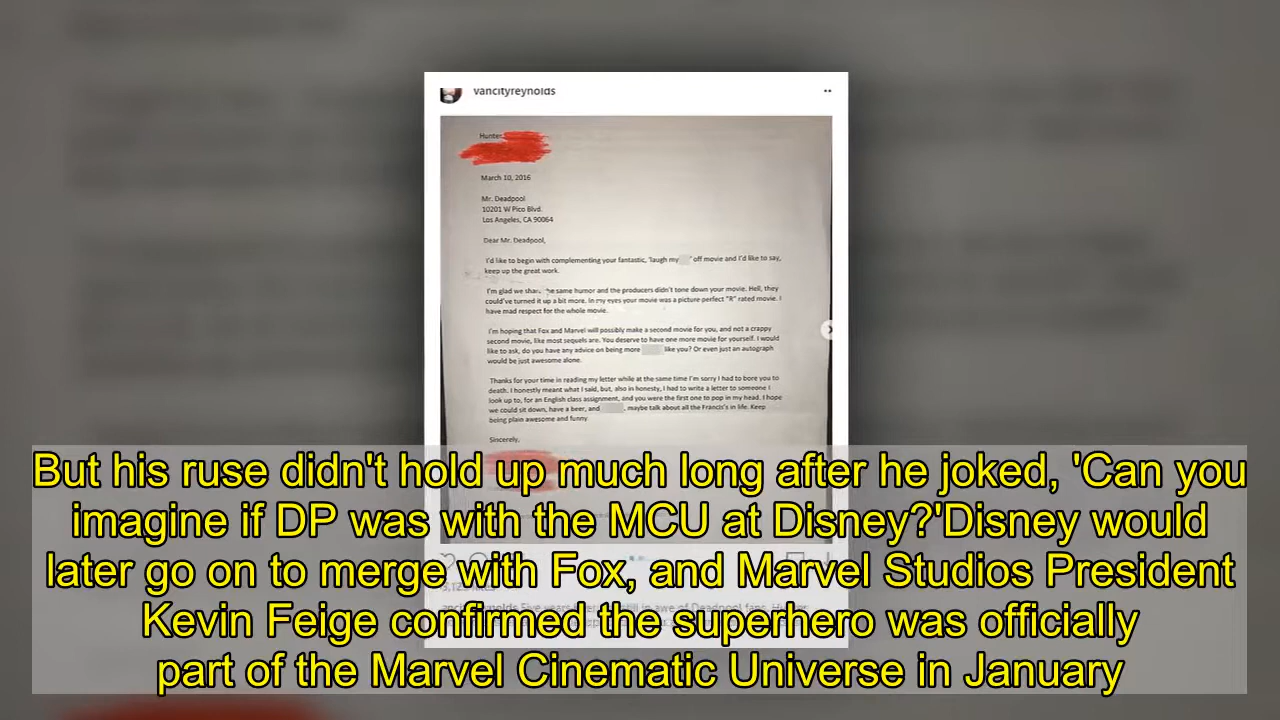 vancityreynolds
Hunter
March 10, 2016
Mr. Deadpool
10201 W Pico Blvd.
Los Angeles, CA 90064
Dear Mr. Deadpool,
I'd like to begin with complementing your fantastic, "laugh my " off movie and I'd like to say,
keep up the great work.
I'm glad we the same humor and the producers didn't tone down your movie. Hell, they
could've turned it up a bit more. In my eyes your movie was a picture perfect "R" rated movie. I
have mad respect for the whole movie.
I'm hoping that Fox and Marvel will possibly make a second movie for you, and not a crappy
second movie, like most sequels are. You deserve to have one more movie for yourself. I would
like to ask, do you have any advice on being more like you? Or even just an autograph
would be just awesome alone.
Thanks for your time in reading my letter while at the same time I'm sorry I had to bore you to
death. I honestly meant what I said, but, also in honesty, I had to write a letter to someone I
look up to, for an English class assignment, and you were the first one to pop in my head. I hope
we could sit down, have a beer, and , maybe talk about all the Francis's in life. Keep
being plain awesome and funny.
Sincerely,
But his ruse didn't hold up much long after he joked, 'Can you
imagine if DP was with the MCU at Disney?'Disney would
later go on to merge with Fox, and Marvel Studios President
Kevin Feige confirmed the superhero was officially
part of the Marvel Cinematic Universe in January